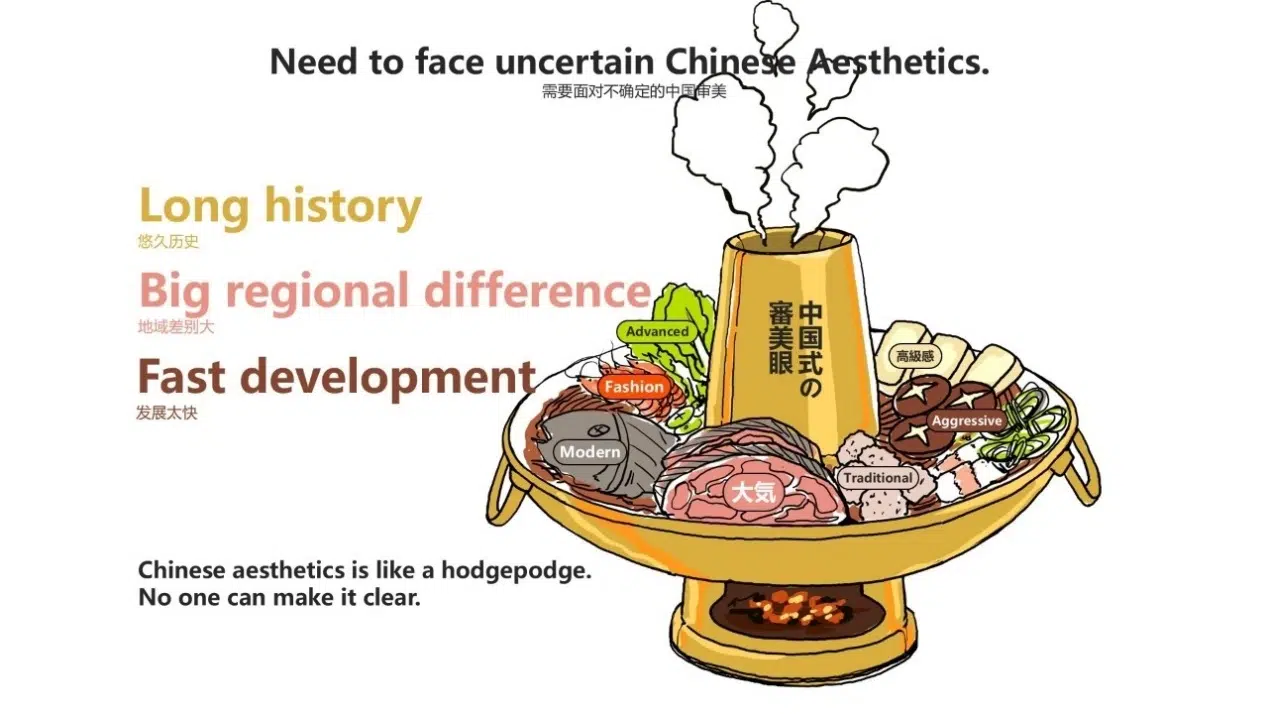 Need to face uncertain Chinese Aesthetics.
需要面对不确定的中国审美
Long history
悠久历史
Big regional difference
地域差别大
Fast development
发展太快
中国式の
審美眼
Advanced
高級感
Fashion
Aggressive
Modern
Traditional
大気
Chinese aesthetics is like a hodgepodge.
No one can make it clear.